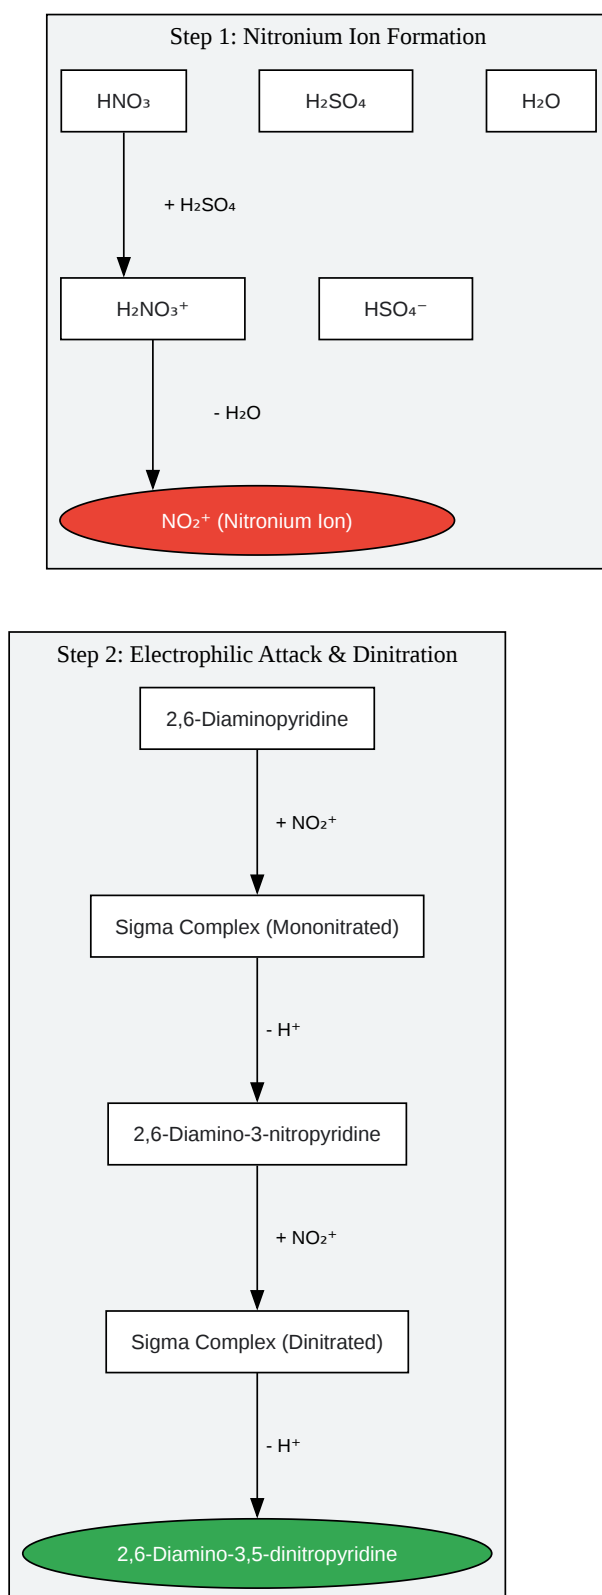 Step 1: Nitronium Ion Formation
HNO₃
H₂SO₄
H₂O
+ H₂SO₄
H₂NO₃⁺
HSO₄⁻
- H₂O
NO₂⁺ (Nitronium Ion)
Step 2: Electrophilic Attack & Dinitration
2,6-Diaminopyridine
+ NO₂⁺
Sigma Complex (Mononitrated)
- H⁺
2,6-Diamino-3-nitropyridine
+ NO₂⁺
Sigma Complex (Dinitrated)
- H⁺
2,6-Diamino-3,5-dinitropyridine